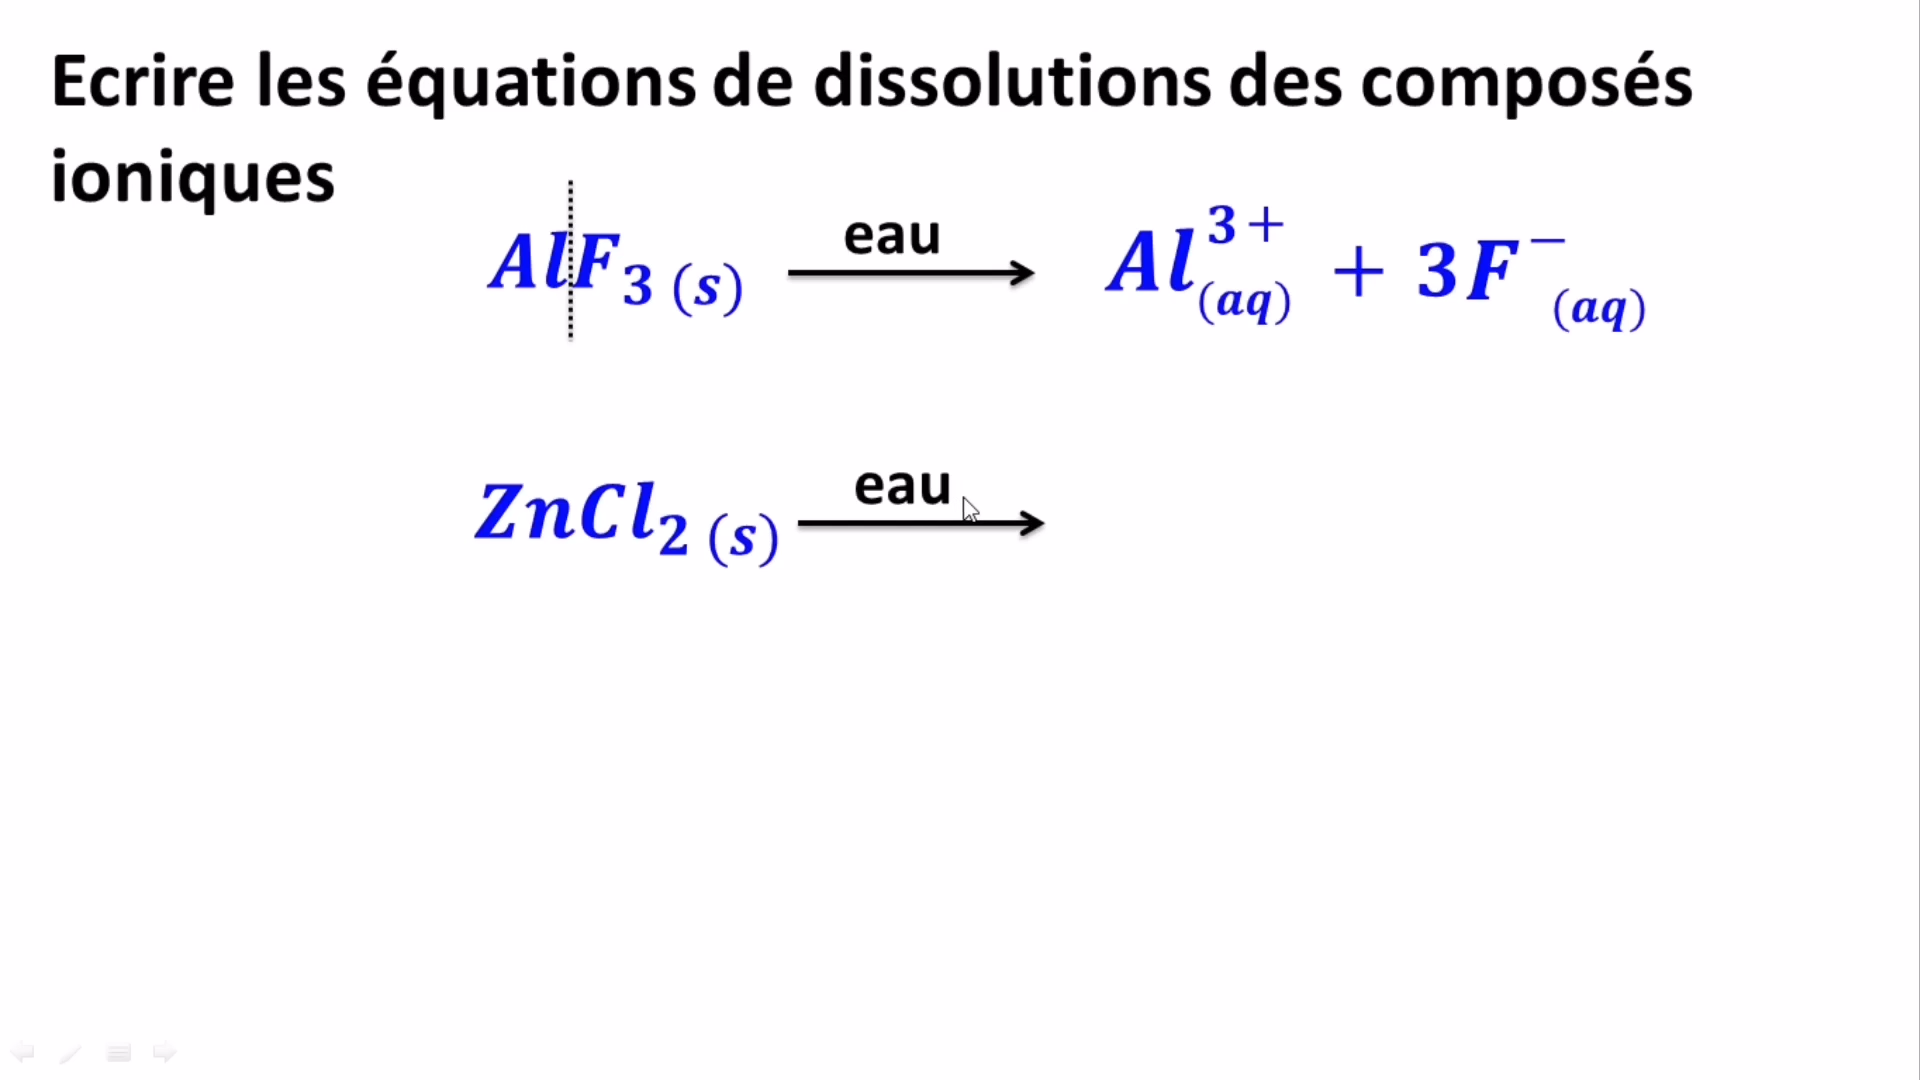 Ecrire les équations de dissolutions des composés
ioniques
AlF₃ (s) eau → Al³⁺(aq) + 3F⁻(aq)
ZnCl₂ (s) eau →